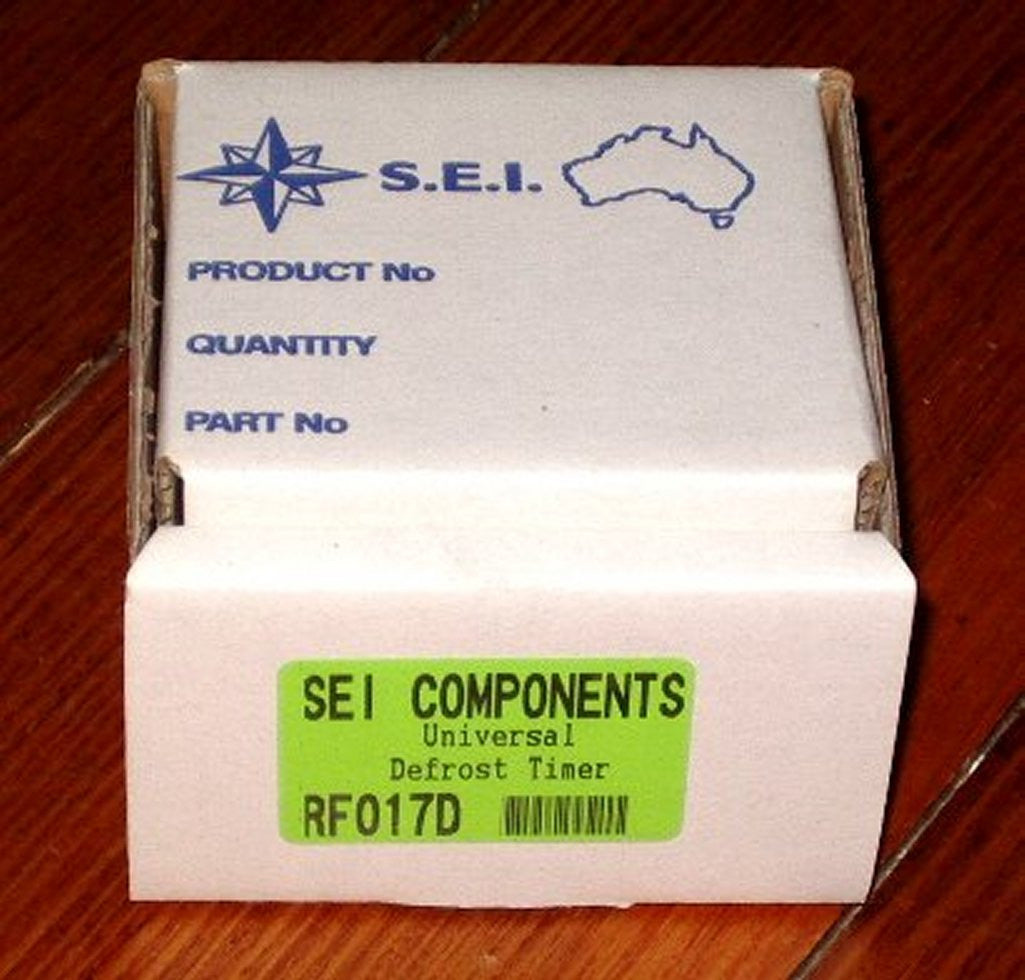 S.E.I.
PRODUCT No
QUANTITY
PART No
SEI COMPONENTS
Universal
Defrost Timer
RF017D